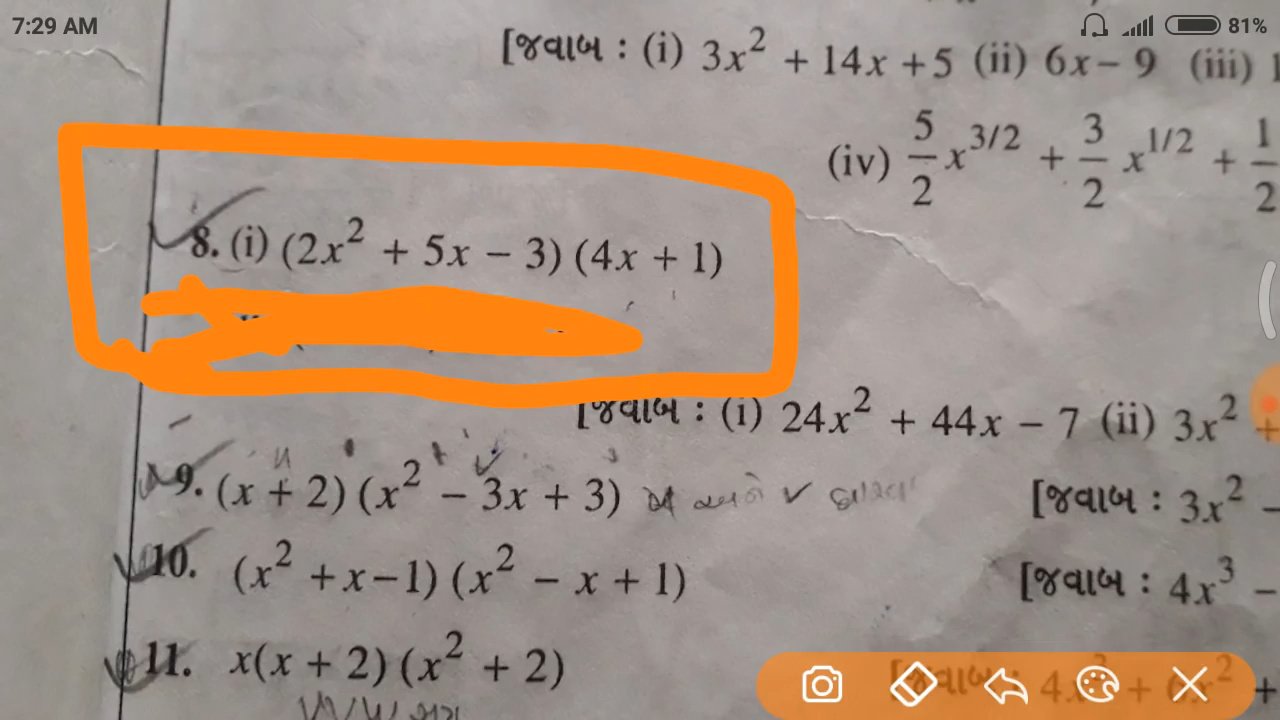 7:29 AM 81%
[જવાબ : (i) 3x² + 14x + 5 (ii) 6x – 9 (iii)
(iv) 5/2 x^3/2 + 3/2 x^1/2 + 1/2
8. (i) (2x² + 5x – 3) (4x + 1)
[જવાબ : (i) 24x² + 44x – 7 (ii) 3x² +
9. (x + 2) (x² – 3x + 3)
[જવાબ : 3x² –
10. (x² + x – 1) (x² – x + 1)
[જવાબ : 4x³ –
11. x(x + 2) (x² + 2)
[જવાબ :